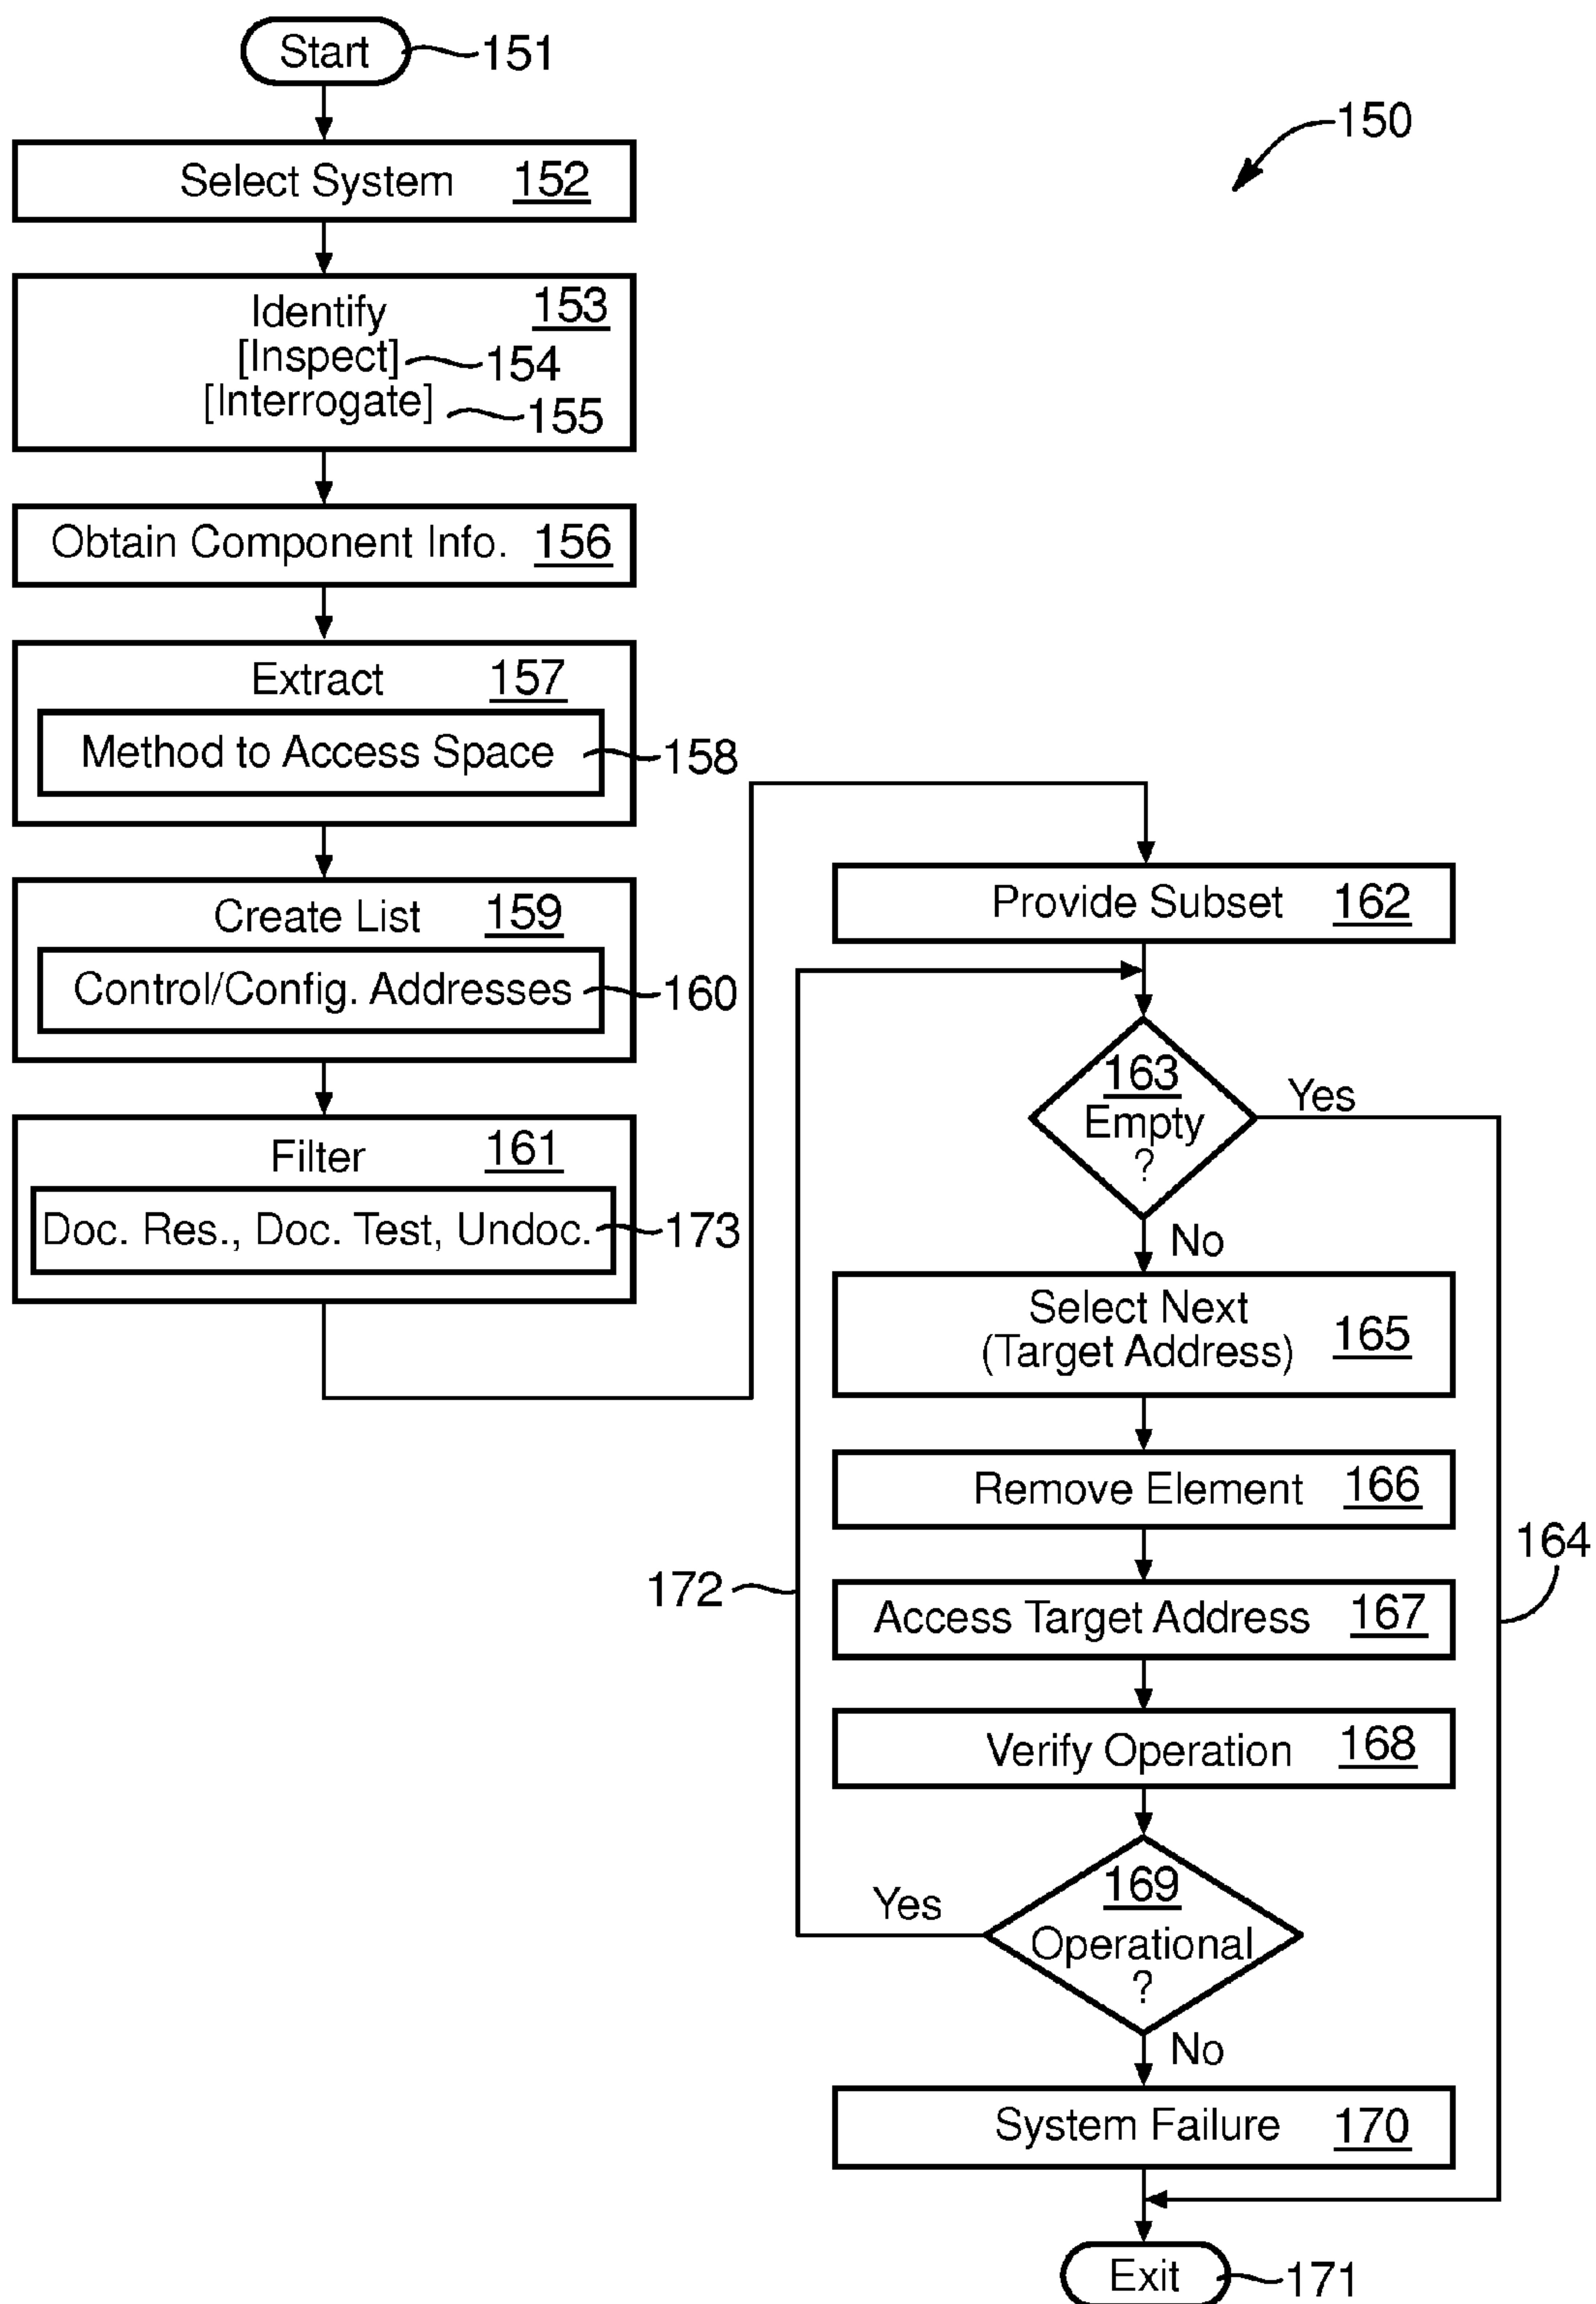 Start 151
150
Select System 152
Identify 153
[Inspect] 154
[Interrogate] 155
Obtain Component Info. 156
Extract 157
Method to Access Space 158
Create List 159
Control/Config. Addresses 160
Filter 161
Doc. Res., Doc. Test, Undoc. 173
Provide Subset 162
163
Empty
?
Yes
No
164
Select Next
(Target Address) 165
Remove Element 166
Access Target Address 167
172
Verify Operation 168
169
Operational
?
Yes
No
System Failure 170
Exit 171